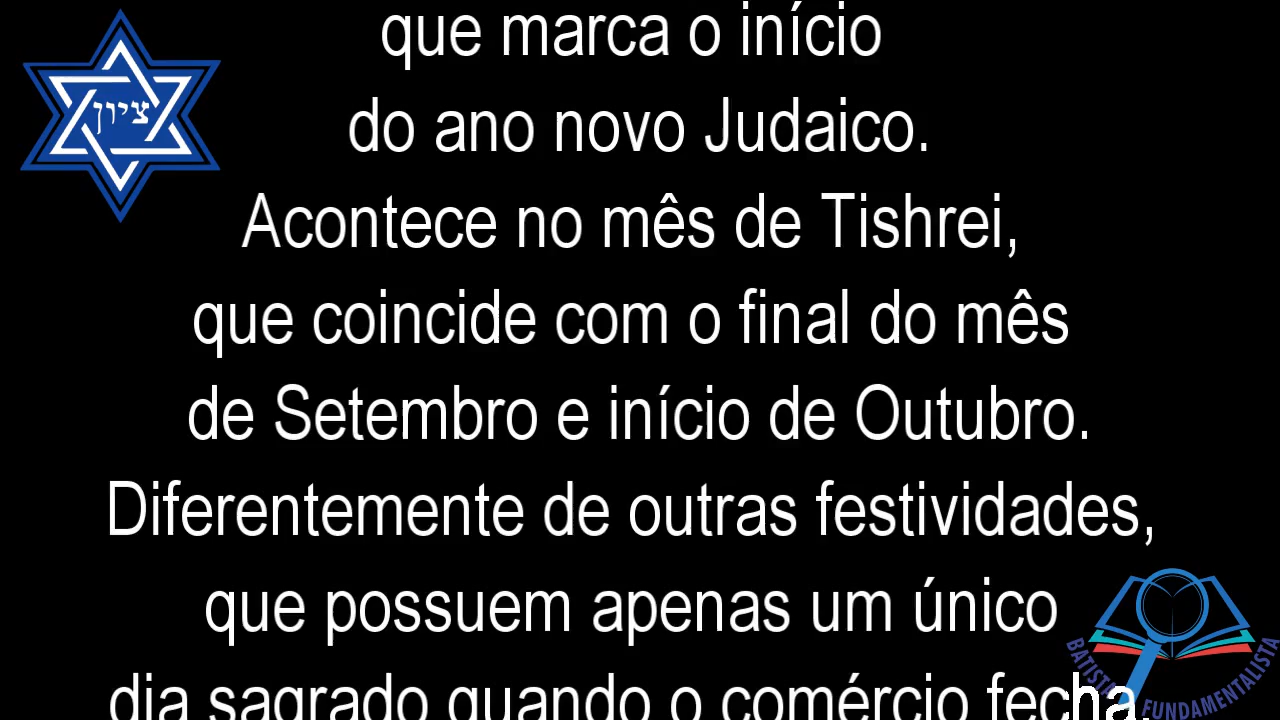 que marca o início
ציון
do ano novo Judaico.
Acontece no mês de Tishrei,
que coincide com o final do mês
de Setembro e início de Outubro.
Diferentemente de outras festividades,
que possuem apenas um único
dia sagrado quando o comércio fecha,
BATISTA FUNDAMENTALISTA